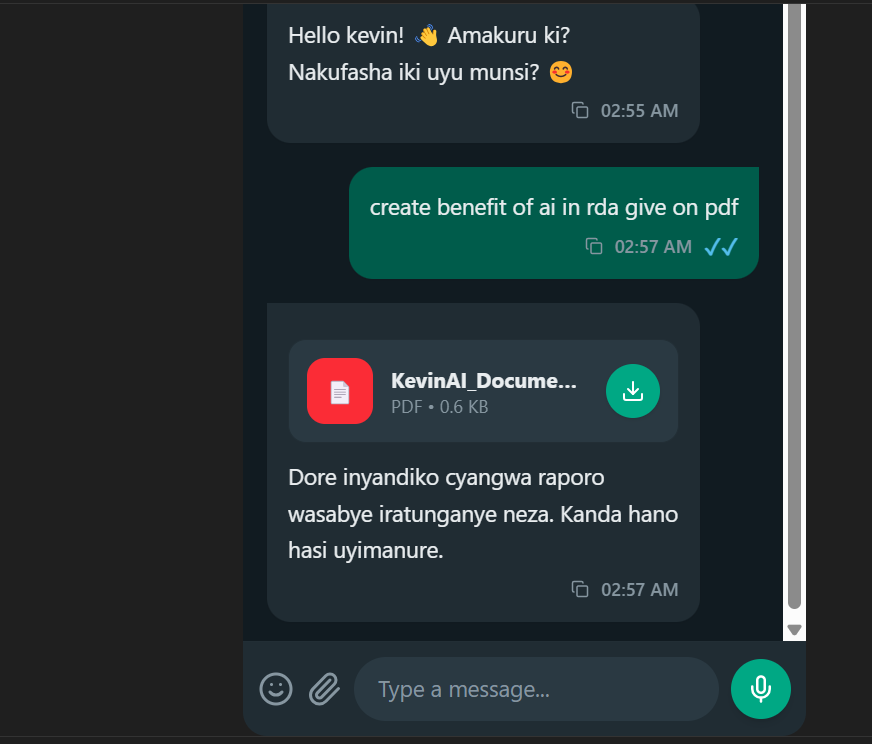 Hello kevin! 👋 Amakuru ki?
Nakufasha iki uyu munsi? 😊
02:55 AM
create benefit of ai in rda give on pdf
02:57 AM
KevinAI_Docume...
PDF • 0.6 KB
Dore inyandiko cyangwa raporo
wasabye iratunganye neza. Kanda hano
hasi uyimanure.
02:57 AM
Type a message...